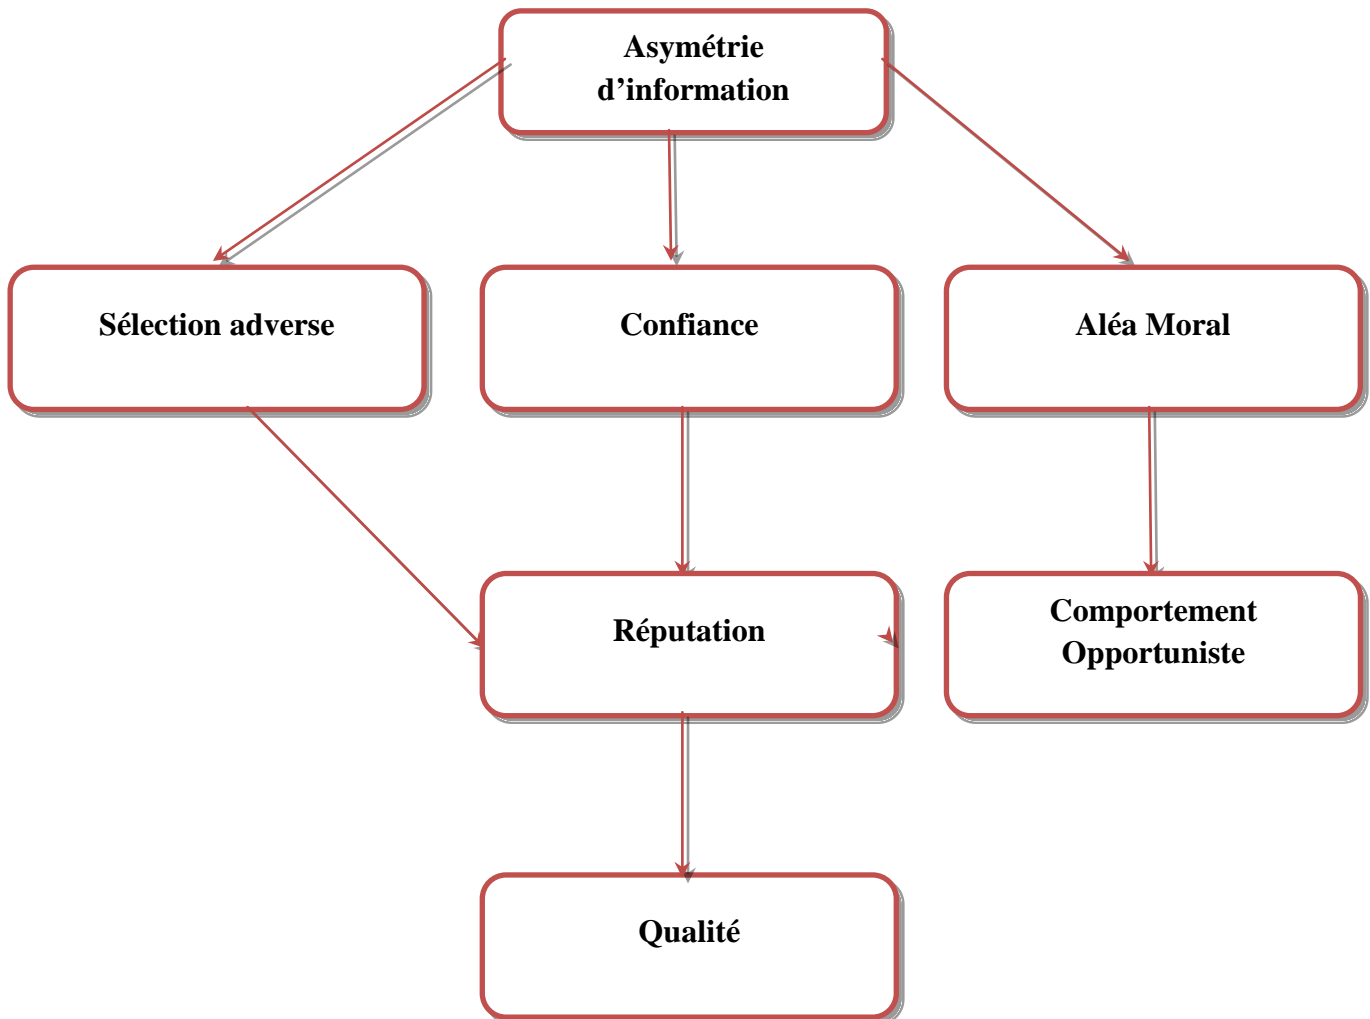 Asymétrie
d’information
Sélection adverse
Confiance
Aléa Moral
Réputation
Comportement
Opportuniste
Qualité